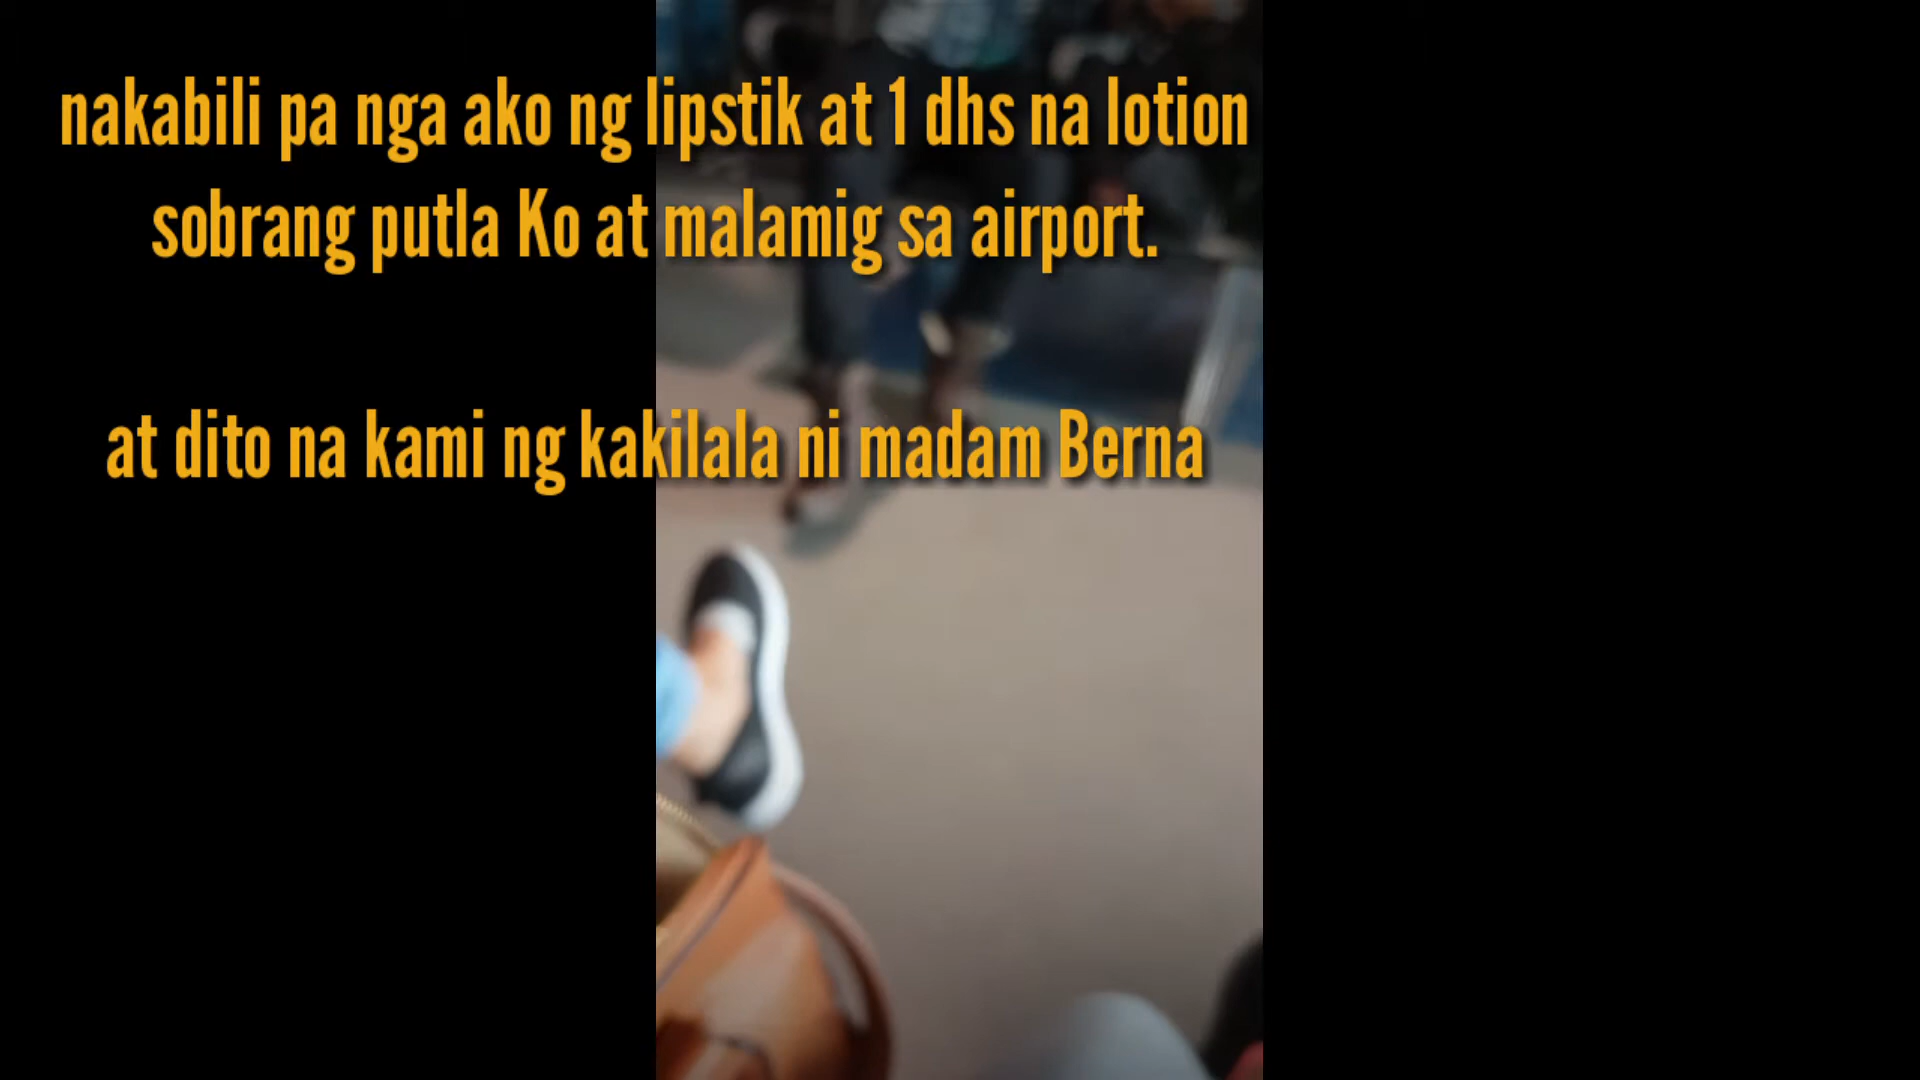 nakabili pa nga ako ng lipstik at 1 dhs na lotion
sobrang putla Ko at malamig sa airport.
at dito na kami ng kakilala ni madam Berna